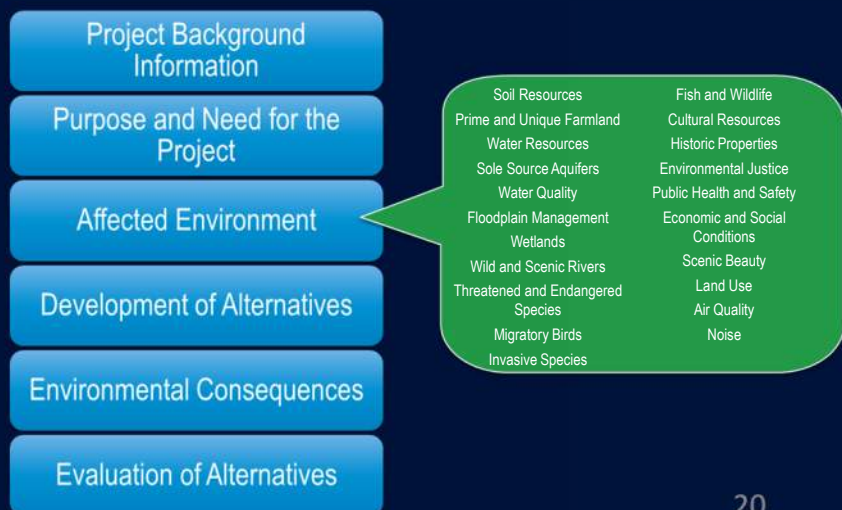 Project Background
Information
Purpose and Need for the
Project
Affected Environment
Development of Alternatives
Environmental Consequences
Evaluation of Alternatives
Soil Resources
Prime and Unique Farmland
Water Resources
Sole Source Aquifers
Water Quality
Floodplain Management
Wetlands
Wild and Scenic Rivers
Threatened and Endangered
Species
Migratory Birds
Invasive Species
Fish and Wildlife
Cultural Resources
Historic Properties
Environmental Justice
Public Health and Safety
Economic and Social
Conditions
Scenic Beauty
Land Use
Air Quality
Noise
20